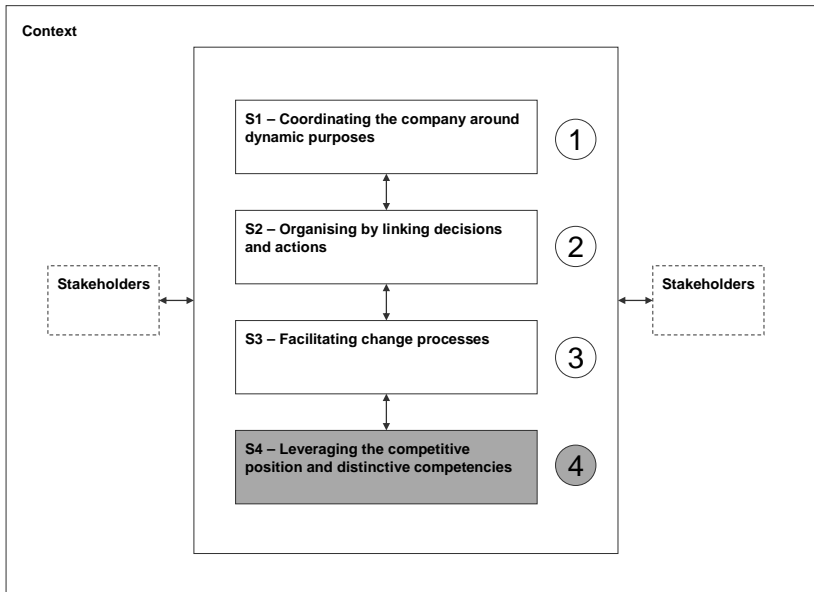 Context
S1 – Coordinating the company around
dynamic purposes
1
S2 – Organising by linking decisions
and actions
2
Stakeholders
Stakeholders
S3 – Facilitating change processes
3
S4 – Leveraging the competitive
position and distinctive competencies
4